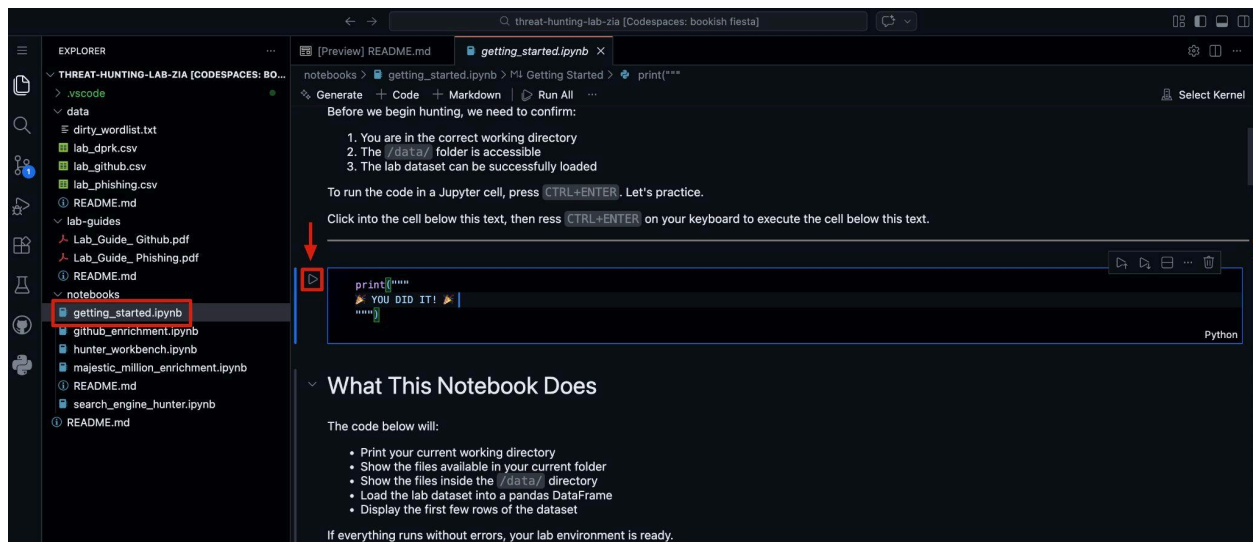 threat-hunting-lab-zia [Codespaces: bookish fiesta]
EXPLORER
THREAT-HUNTING-LAB-ZIA [CODESPACES: BO...
.vscode
data
dirty_wordlist.txt
lab_dprk.csv
lab_github.csv
lab_phishing.csv
README.md
lab-guides
Lab_Guide_ Github.pdf
Lab_Guide_ Phishing.pdf
README.md
notebooks
getting_started.ipynb
github_enrichment.ipynb
hunter_workbench.ipynb
majestic_million_enrichment.ipynb
README.md
search_engine_hunter.ipynb
README.md
1
[Preview] README.md
getting_started.ipynb
notebooks > getting_started.ipynb > M↓ Getting Started > print("""
Generate + Code + Markdown | Run All ...
Select Kernel
Before we begin hunting, we need to confirm:
1. You are in the correct working directory
2. The /data/ folder is accessible
3. The lab dataset can be successfully loaded
To run the code in a Jupyter cell, press CTRL+ENTER. Let's practice.
Click into the cell below this text, then ress CTRL+ENTER on your keyboard to execute the cell below this text.
print("""
🎉 YOU DID IT! 🎉
""")
Python
What This Notebook Does
The code below will:
• Print your current working directory
• Show the files available in your current folder
• Show the files inside the /data/ directory
• Load the lab dataset into a pandas DataFrame
• Display the first few rows of the dataset
If everything runs without errors, your lab environment is ready.